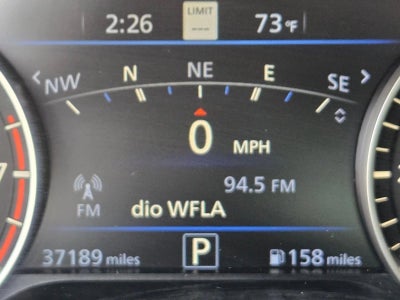 2:26 LIMIT --- 73°F
NW N NE E SE
0 MPH
94.5 FM
FM dio WFLA
37189 miles P 158 miles